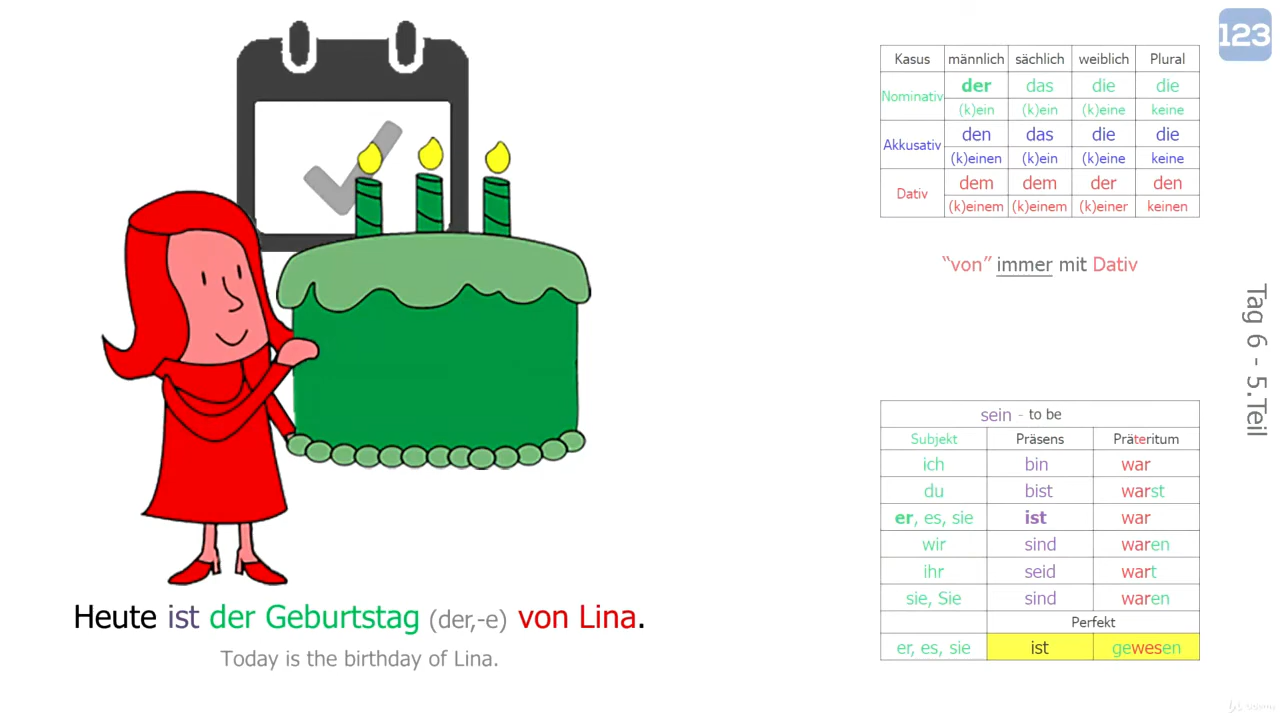 123
Kasus männlich sächlich weiblich Plural
Nominativ der das die die
(k)ein (k)ein (k)eine keine
Akkusativ den das die die
(k)einen (k)ein (k)eine keine
Dativ dem dem der den
(k)einem (k)einem (k)einer keinen
“von” immer mit Dativ
Tag 6 - 5.Teil
sein - to be
Subjekt Präsens Präteritum
ich bin war
du bist warst
er, es, sie ist war
wir sind waren
ihr seid wart
sie, Sie sind waren
Perfekt
er, es, sie ist gewesen
Heute ist der Geburtstag (der,-e) von Lina.
Today is the birthday of Lina.